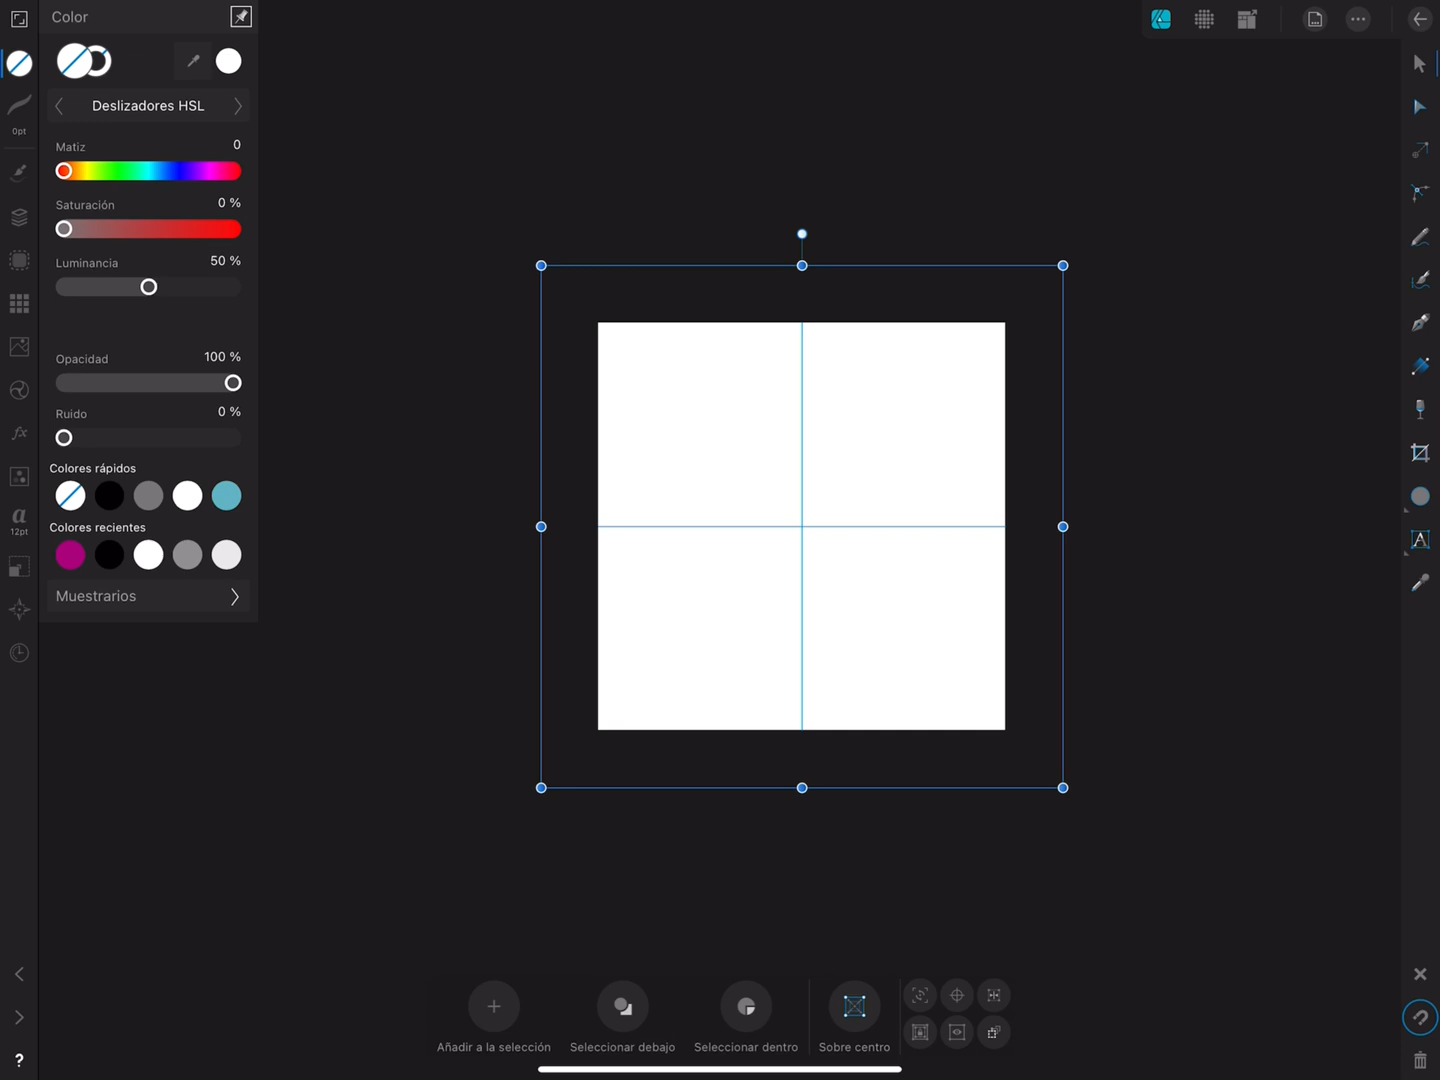 Color
Deslizadores HSL
0pt
Matiz 0
Saturación 0 %
Luminancia 50 %
Opacidad 100 %
Ruido 0 %
Colores rápidos
fx
a
12pt
Colores recientes
Muestrarios
A
?
Añadir a la selección
Seleccionar debajo
Seleccionar dentro
Sobre centro